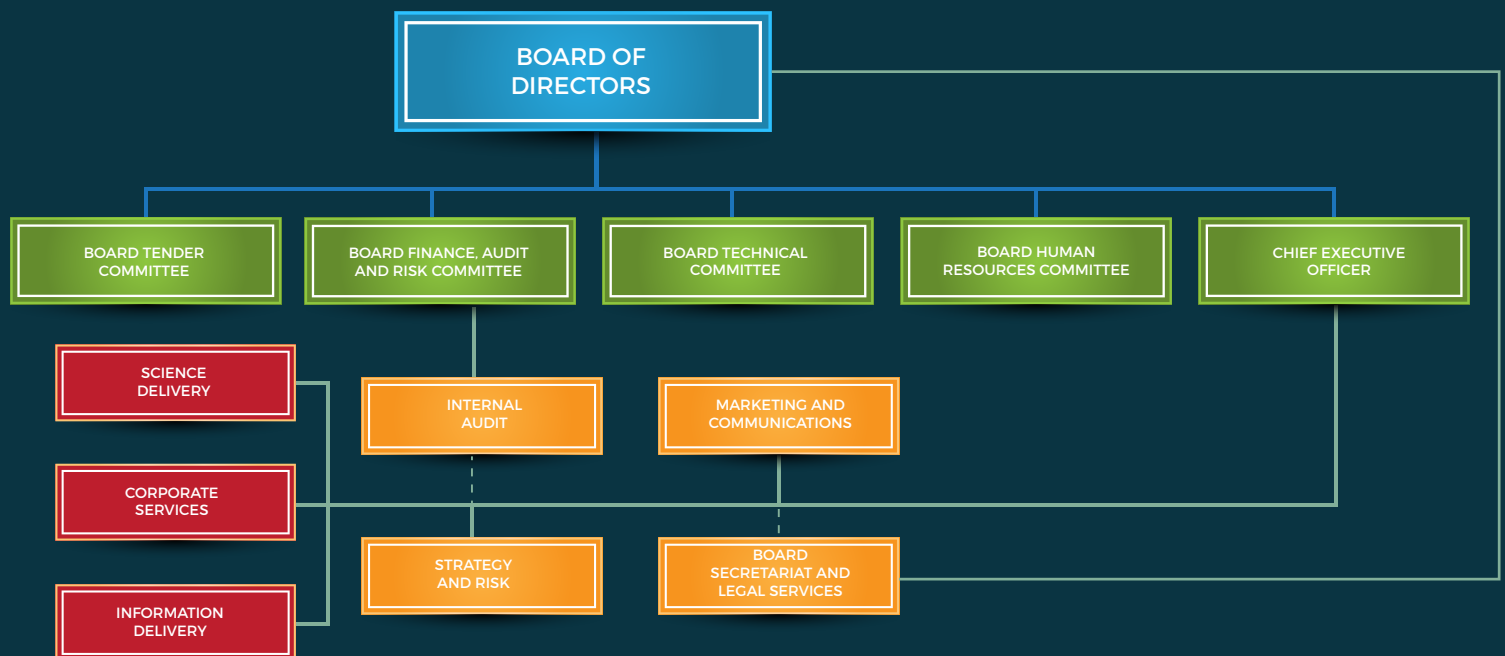 BOARD OF
DIRECTORS
BOARD TENDER
COMMITTEE
BOARD FINANCE, AUDIT
AND RISK COMMITTEE
BOARD TECHNICAL
COMMITTEE
BOARD HUMAN
RESOURCES COMMITTEE
CHIEF EXECUTIVE
OFFICER
SCIENCE
DELIVERY
INTERNAL
AUDIT
MARKETING AND
COMMUNICATIONS
CORPORATE
SERVICES
STRATEGY
AND RISK
BOARD
SECRETARIAT AND
LEGAL SERVICES
INFORMATION
DELIVERY